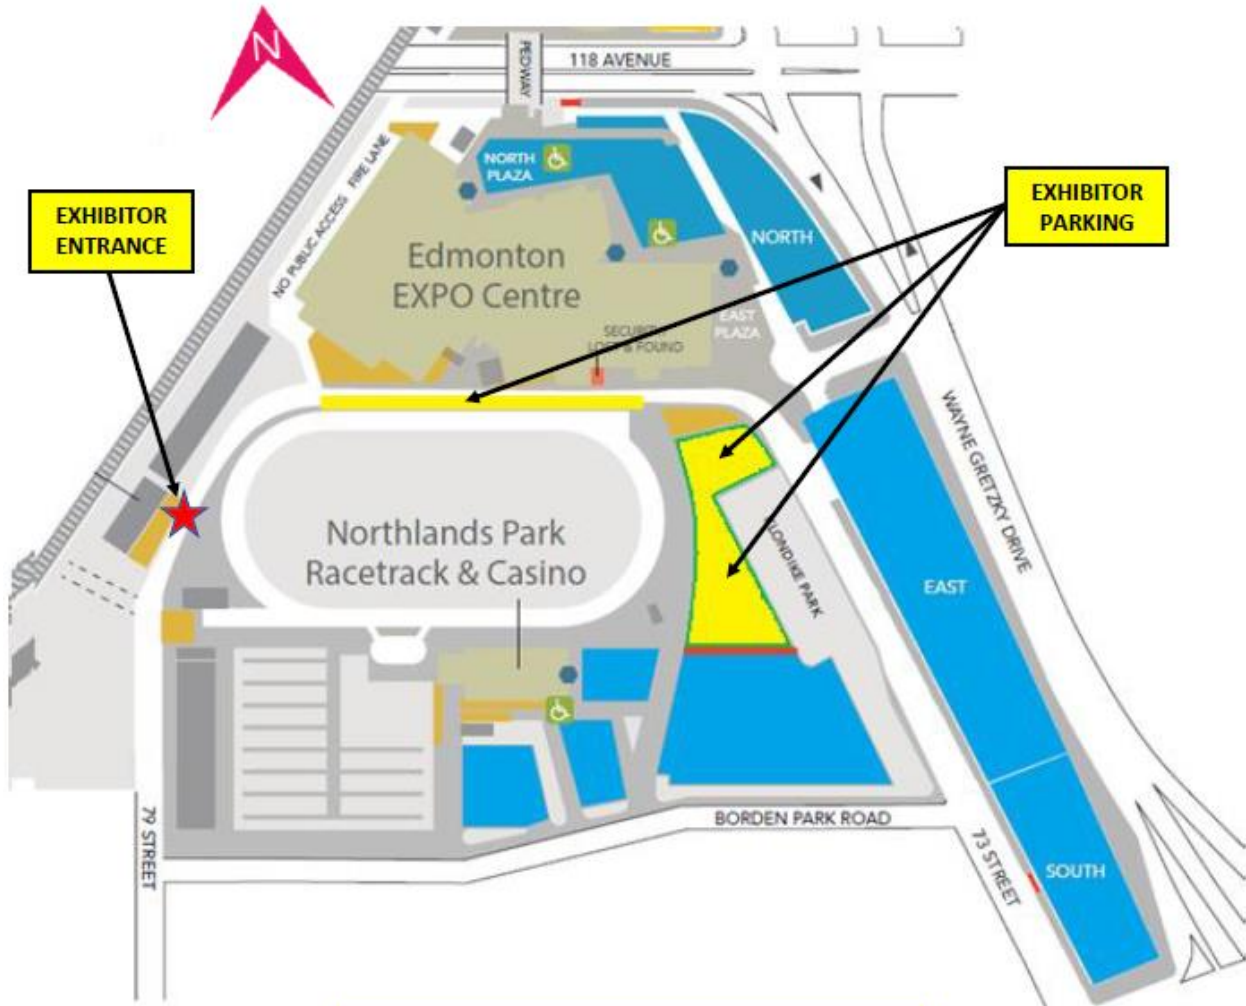 N
PEDWAY
118 AVENUE
NO PUBLIC ACCESS FIRE LANE
NORTH
PLAZA
EXHIBITOR
ENTRANCE
EXHIBITOR
PARKING
NORTH
Edmonton
EXPO Centre
EAST
PLAZA
SECURITY
LOST & FOUND
WAYNE GRETZKY DRIVE
Northlands Park
Racetrack & Casino
KLONDIKE PARK
EAST
79 STREET
BORDEN PARK ROAD
73 STREET
SOUTH